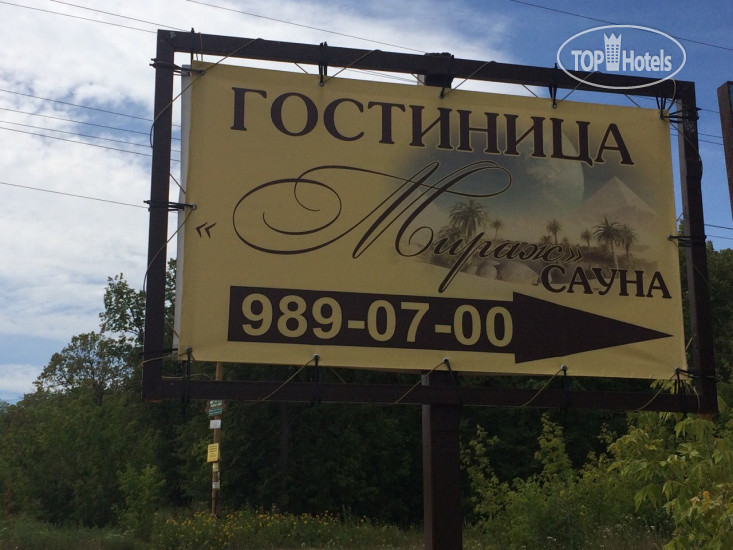 TOP Hotels
ГОСТИНИЦА
«Мираж»
САУНА
989-07-00